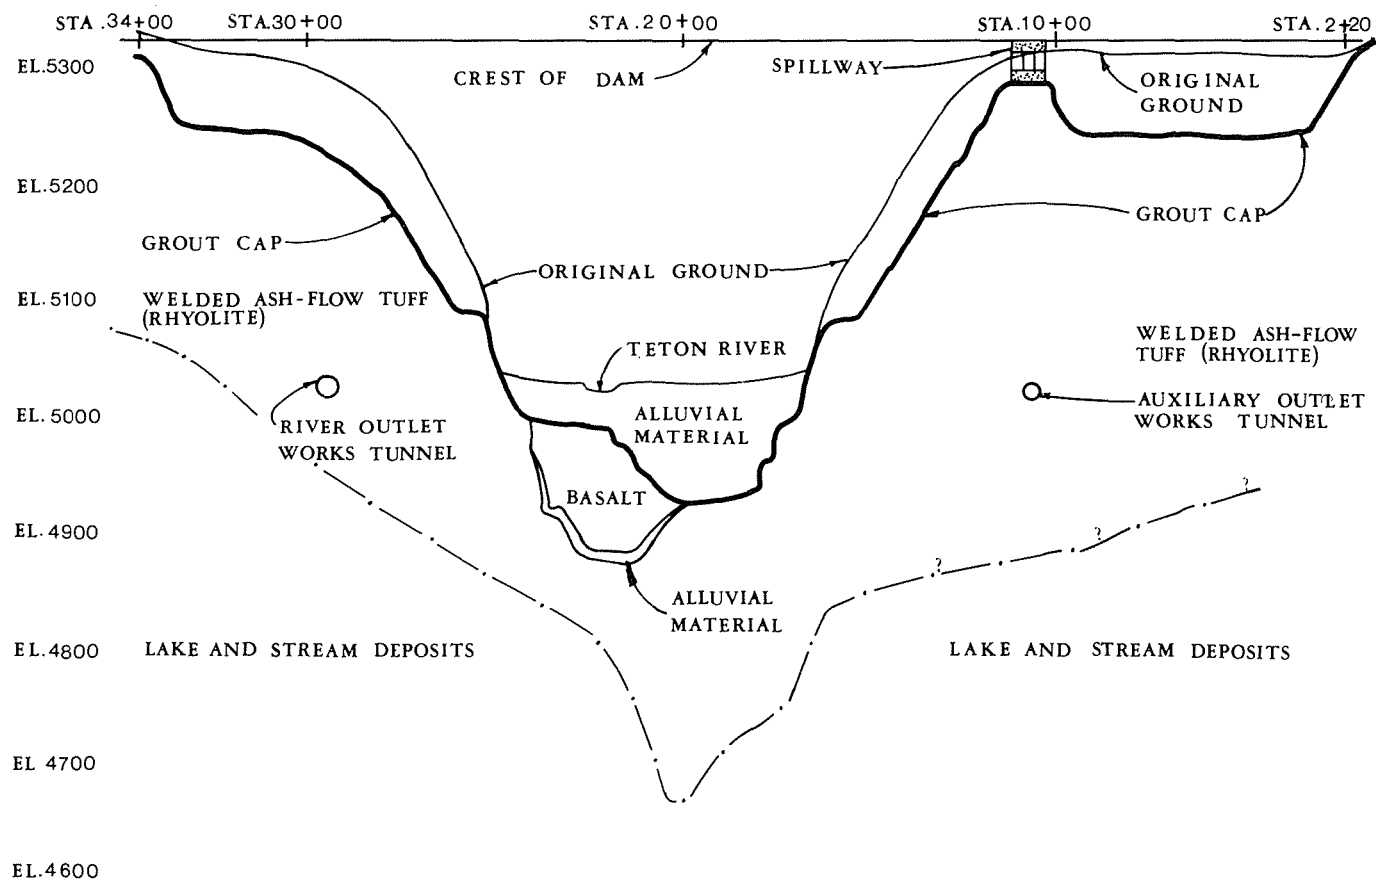 STA.34+00 STA.30+00 STA.20+00 STA.10+00 STA.2+20
EL.5300
CREST OF DAM
SPILLWAY
ORIGINAL
GROUND
EL.5200
GROUT CAP
GROUT CAP
ORIGINAL GROUND
EL.5100
WELDED ASH-FLOW TUFF
(RHYOLITE)
TETON RIVER
WELDED ASH-FLOW
TUFF (RHYOLITE)
EL.5000
RIVER OUTLET
WORKS TUNNEL
ALLUVIAL
MATERIAL
AUXILIARY OUTLET
WORKS TUNNEL
BASALT
?
EL.4900
?
?
ALLUVIAL
MATERIAL
EL.4800
LAKE AND STREAM DEPOSITS
LAKE AND STREAM DEPOSITS
EL 4700
EL.4600